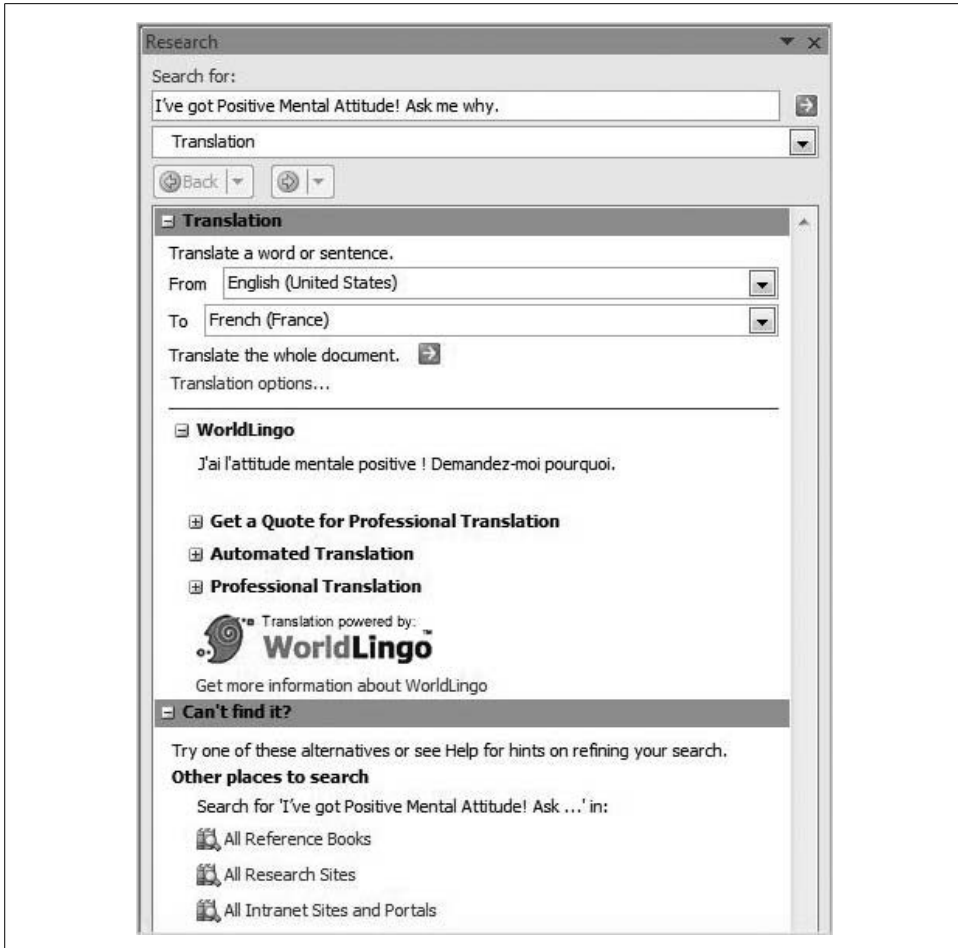 Research
Search for:
I've got Positive Mental Attitude! Ask me why.
Translation
Back
Translation
Translate a word or sentence.
From English (United States)
To French (France)
Translate the whole document.
Translation options...
WorldLingo
J'ai l'attitude mentale positive ! Demandez-moi pourquoi.
Get a Quote for Professional Translation
Automated Translation
Professional Translation
Translation powered by:
WorldLingo™
Get more information about WorldLingo
Can't find it?
Try one of these alternatives or see Help for hints on refining your search.
Other places to search
Search for 'I've got Positive Mental Attitude! Ask ...' in:
All Reference Books
All Research Sites
All Intranet Sites and Portals